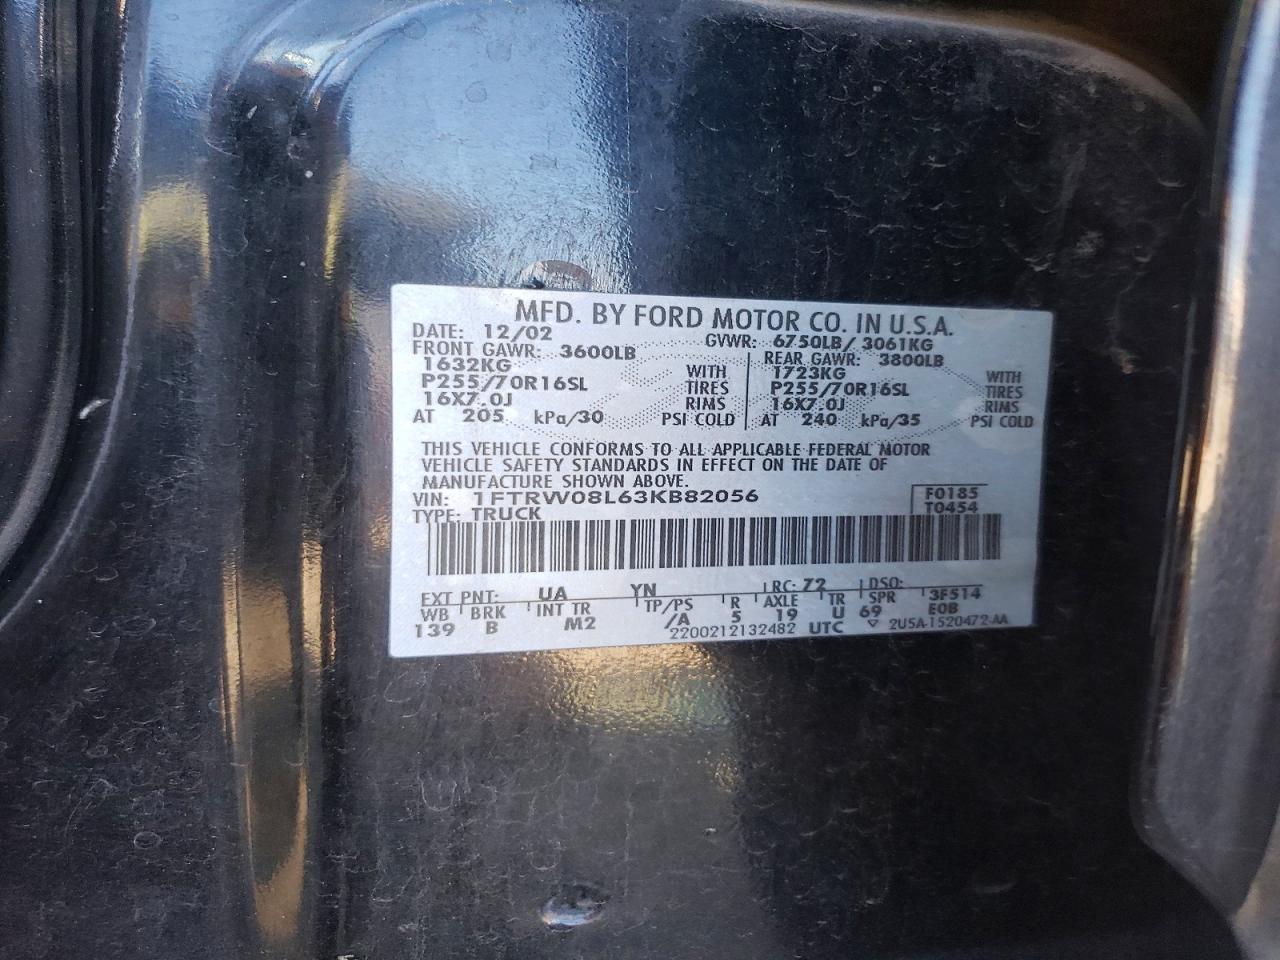 MFD. BY FORD MOTOR CO. IN U.S.A.
DATE: 12/02 GVWR: 6750LB/ 3061KG
FRONT GAWR: 3600LB REAR GAWR: 3800LB
1632KG WITH 1723KG WITH
P255/70R16SL TIRES P255/70R16SL TIRES
16X7.0J RIMS 16X7.0J RIMS
AT 205 kPa/30 PSI COLD AT 240 kPa/35 PSI COLD
THIS VEHICLE CONFORMS TO ALL APPLICABLE FEDERAL MOTOR
VEHICLE SAFETY STANDARDS IN EFFECT ON THE DATE OF
MANUFACTURE SHOWN ABOVE.
VIN: 1FTRW08L63KB82056 F0185
TYPE: TRUCK T0454
EXT PNT: UA YN RC: 72 DSO:
WB BRK INT TR TP/PS R AXLE TR SPR 3F514
139 B M2 /A 5 19 U 69 EOB
2200212132482 UTC ▽ 2U5A-1520472-AA